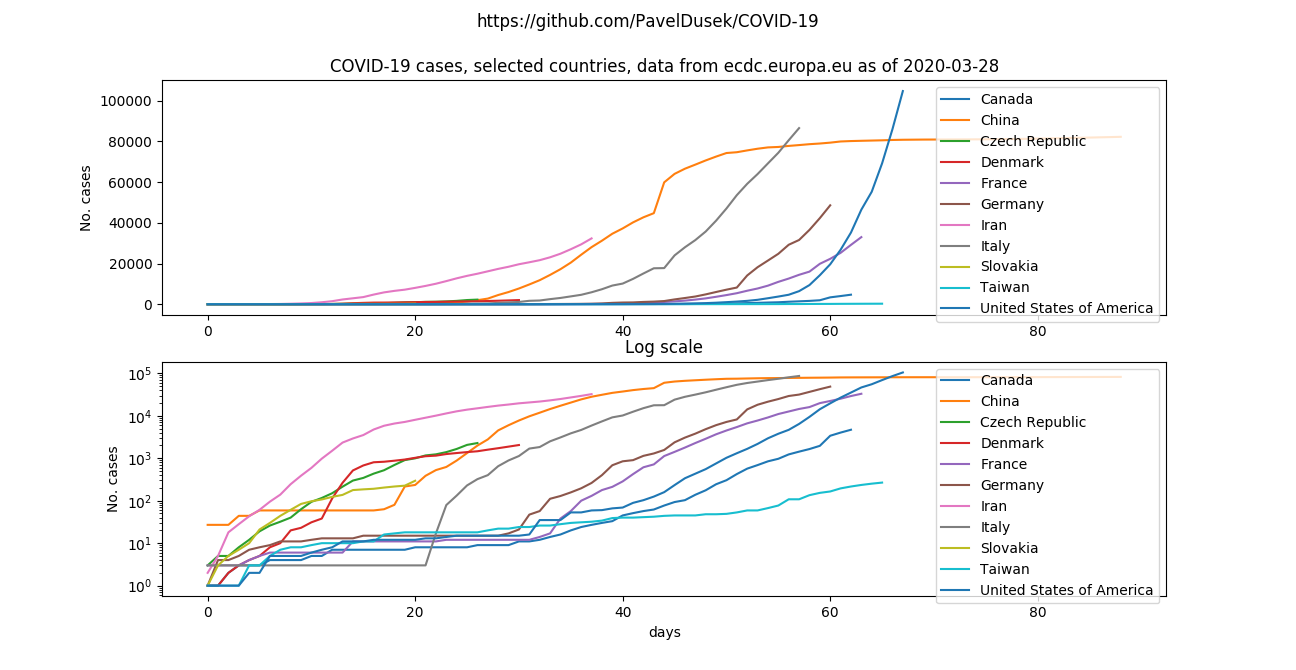 https://github.com/PavelDusek/COVID-19
COVID-19 cases, selected countries, data from ecdc.europa.eu as of 2020-03-28
No. cases
100000
80000
60000
40000
20000
0
0 20 40 60 80
Canada
China
Czech Republic
Denmark
France
Germany
Iran
Italy
Slovakia
Taiwan
United States of America
Log scale
No. cases
10⁵
10⁴
10³
10²
10¹
10⁰
0 20 40 60 80
days
Canada
China
Czech Republic
Denmark
France
Germany
Iran
Italy
Slovakia
Taiwan
United States of America